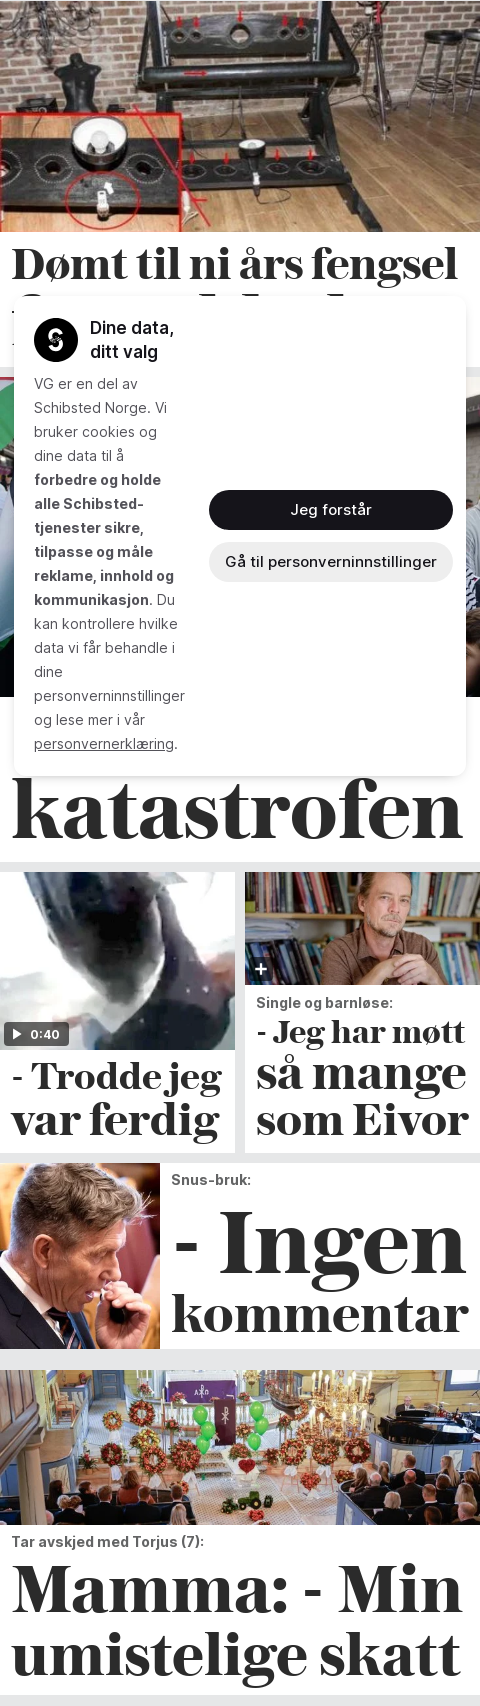 Dømt til ni års fengsel
Dine data,
ditt valg
VG er en del av
Schibsted Norge. Vi
bruker cookies og
dine data til å
forbedre og holde
alle Schibsted-
tjenester sikre,
tilpasse og måle
reklame, innhold og
kommunikasjon. Du
kan kontrollere hvilke
data vi får behandle i
dine
personverninnstillinger
og lese mer i vår
personvernerklæring.
Jeg forstår
Gå til personverninnstillinger
katastrofen
0:40
- Trodde jeg
var ferdig
Single og barnløse:
- Jeg har møtt
så mange
som Eivor
Snus-bruk:
- Ingen
kommentar
Tar avskjed med Torjus (7):
Mamma: - Min
umistelige skatt